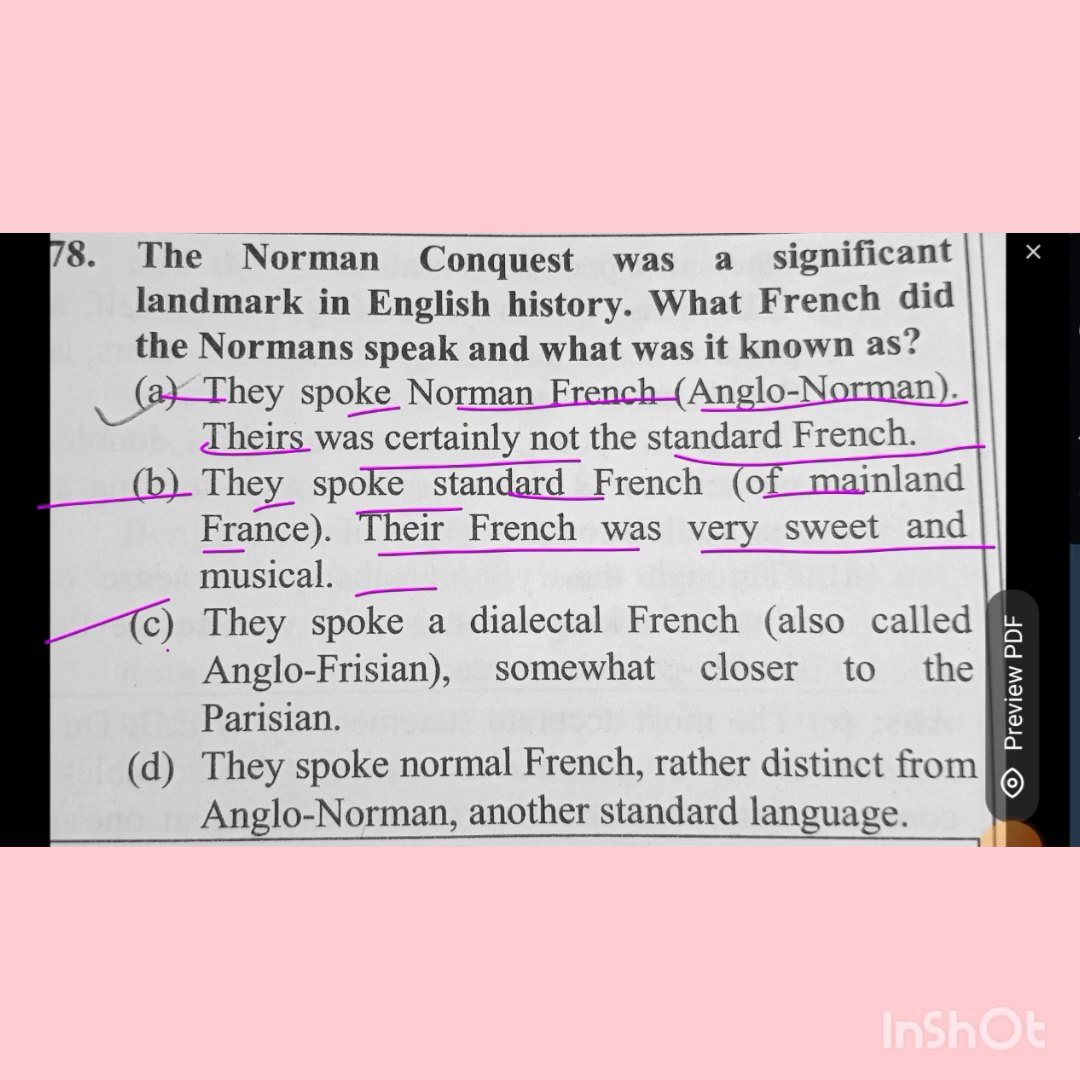 78. The Norman Conquest was a significant
landmark in English history. What French did
the Normans speak and what was it known as?
(a) They spoke Norman French (Anglo-Norman).
Theirs was certainly not the standard French.
(b) They spoke standard French (of mainland
France). Their French was very sweet and
musical.
(c) They spoke a dialectal French (also called
Anglo-Frisian), somewhat closer to the
Parisian.
(d) They spoke normal French, rather distinct from
Anglo-Norman, another standard language.
Preview PDF
InShOt